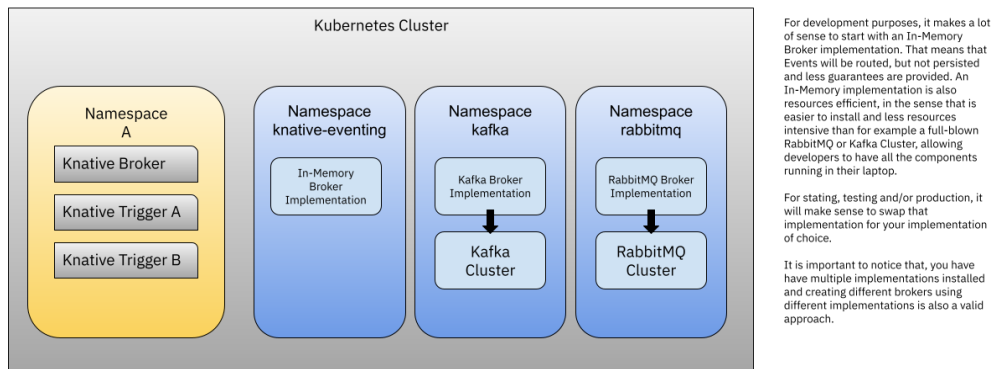 Kubernetes Cluster
Namespace
A
Knative Broker
Knative Trigger A
Knative Trigger B
Namespace
knative-eventing
In-Memory
Broker
Implementation
Namespace
kafka
Kafka Broker
Implementation
Kafka
Cluster
Namespace
rabbitmq
RabbitMQ Broker
Implementation
RabbitMQ
Cluster
For development purposes, it makes a lot
of sense to start with an In-Memory
Broker implementation. That means that
Events will be routed, but not persisted
and less guarantees are provided. An
In-Memory implementation is also
resources efficient, in the sense that is
easier to install and less resources
intensive than for example a full-blown
RabbitMQ or Kafka Cluster, allowing
developers to have all the components
running in their laptop.
For stating, testing and/or production, it
will make sense to swap that
implementation for your implementation
of choice.
It is important to notice that, you have
have multiple implementations installed
and creating different brokers using
different implementations is also a valid
approach.